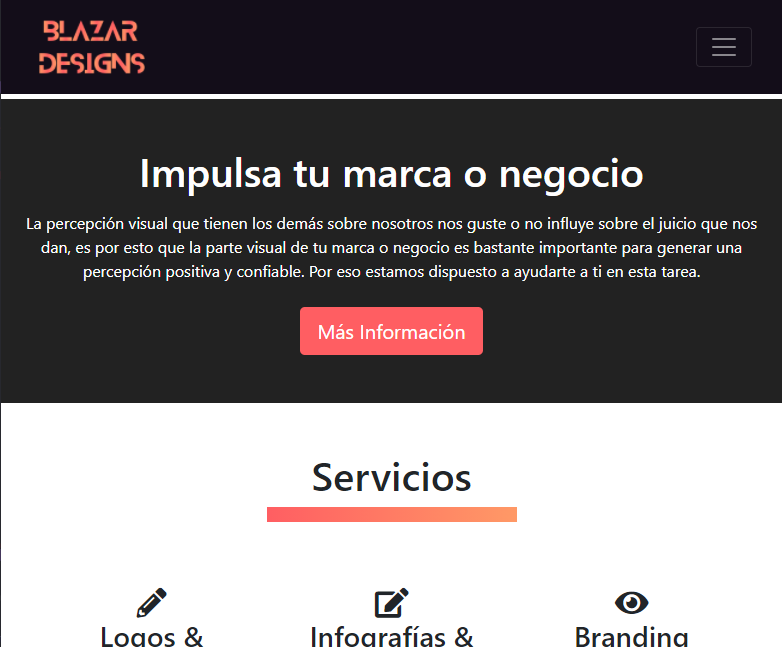 BLAZAR
DESIGNS
Impulsa tu marca o negocio
La percepción visual que tienen los demás sobre nosotros nos guste o no influye sobre el juicio que nos
dan, es por esto que la parte visual de tu marca o negocio es bastante importante para generar una
percepción positiva y confiable. Por eso estamos dispuesto a ayudarte a ti en esta tarea.
Más Información
Servicios
Logos & Infografías & Branding